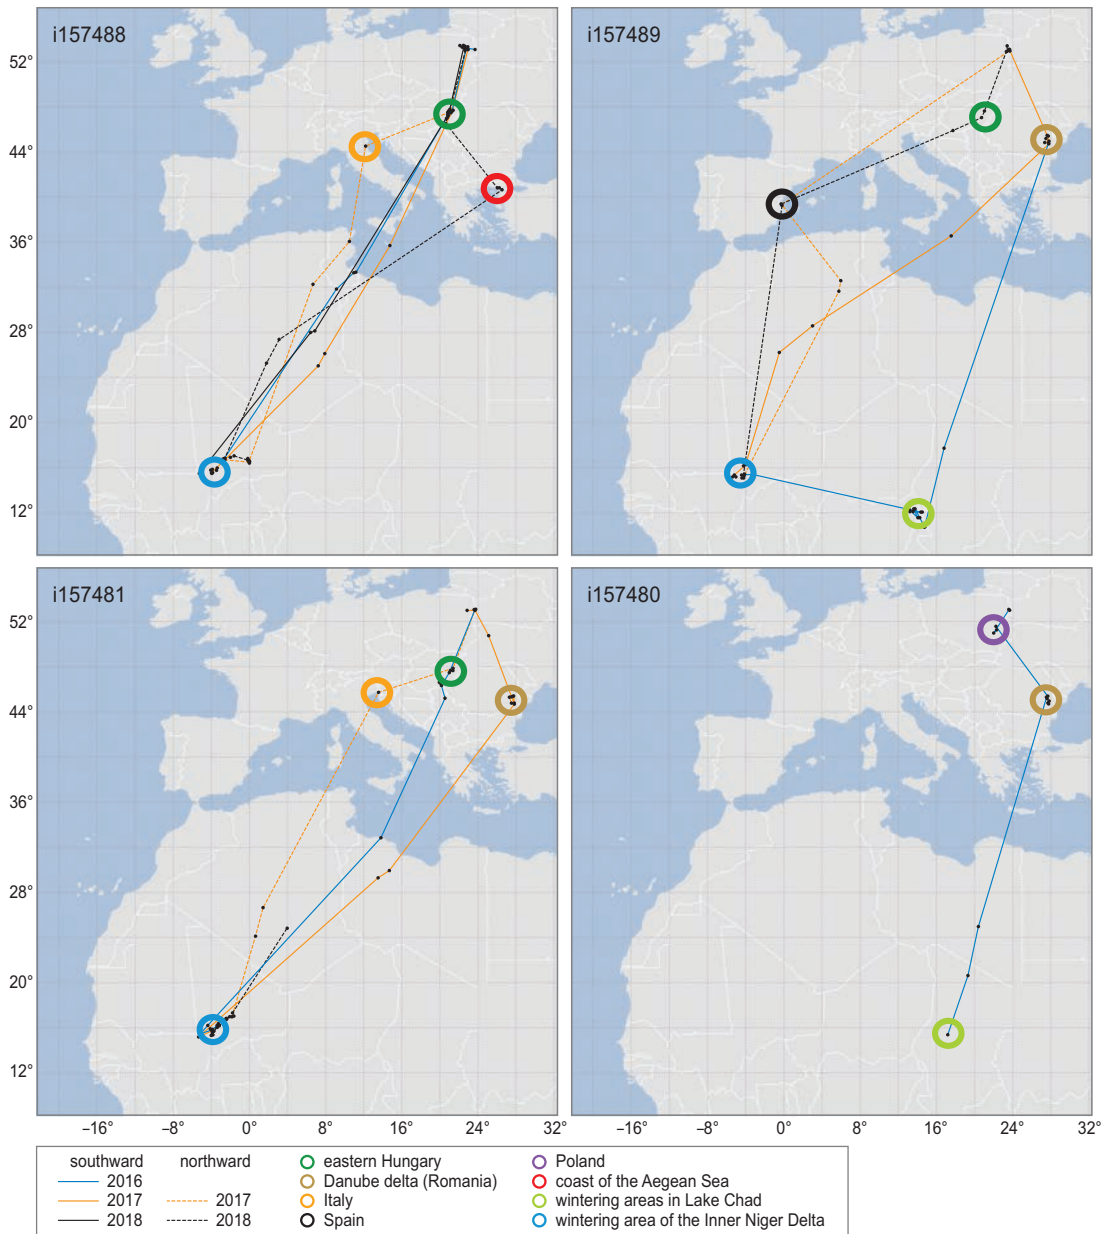 i157488
i157489
52°
44°
36°
28°
20°
12°
i157481
i157480
52°
44°
36°
28°
20°
12°
−16° −8° 0° 8° 16° 24° 32°
−16° −8° 0° 8° 16° 24° 32°
southward northward
2016
2017 2017
2018 2018
eastern Hungary
Danube delta (Romania)
Italy
Spain
Poland
coast of the Aegean Sea
wintering areas in Lake Chad
wintering area of the Inner Niger Delta